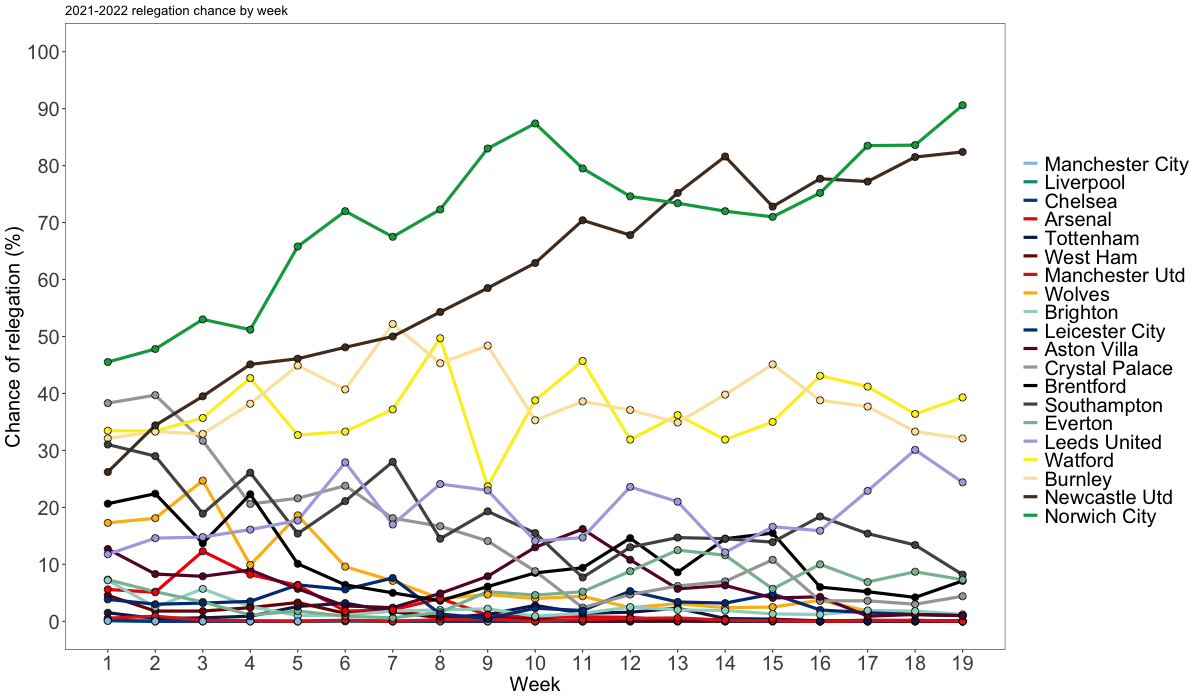 2021-2022 relegation chance by week
Chance of relegation (%)
100
90
80
70
60
50
40
30
20
10
0
1 2 3 4 5 6 7 8 9 10 11 12 13 14 15 16 17 18 19
Week
Manchester City
Liverpool
Chelsea
Arsenal
Tottenham
West Ham
Manchester Utd
Wolves
Brighton
Leicester City
Aston Villa
Crystal Palace
Brentford
Southampton
Everton
Leeds United
Watford
Burnley
Newcastle Utd
Norwich City